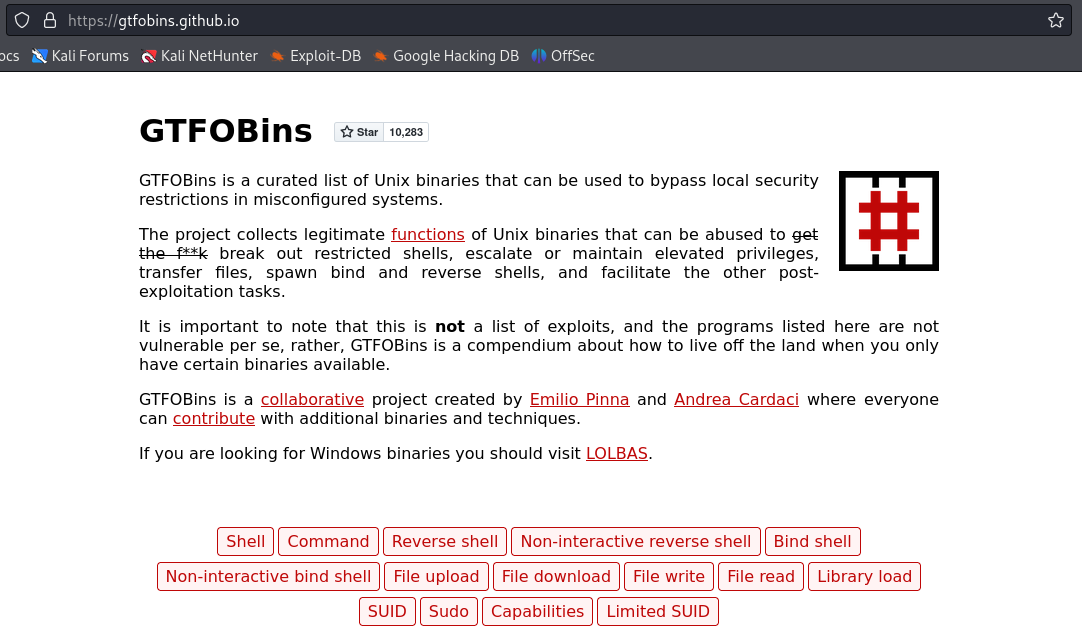 https://gtfobins.github.io
ocs Kali Forums Kali NetHunter Exploit-DB Google Hacking DB OffSec
GTFOBins Star 10,283
GTFOBins is a curated list of Unix binaries that can be used to bypass local security
restrictions in misconfigured systems.
The project collects legitimate functions of Unix binaries that can be abused to get
the f**k break out restricted shells, escalate or maintain elevated privileges,
transfer files, spawn bind and reverse shells, and facilitate the other post-
exploitation tasks.
It is important to note that this is not a list of exploits, and the programs listed here are not
vulnerable per se, rather, GTFOBins is a compendium about how to live off the land when you only
have certain binaries available.
GTFOBins is a collaborative project created by Emilio Pinna and Andrea Cardaci where everyone
can contribute with additional binaries and techniques.
If you are looking for Windows binaries you should visit LOLBAS.
Shell Command Reverse shell Non-interactive reverse shell Bind shell
Non-interactive bind shell File upload File download File write File read Library load
SUID Sudo Capabilities Limited SUID